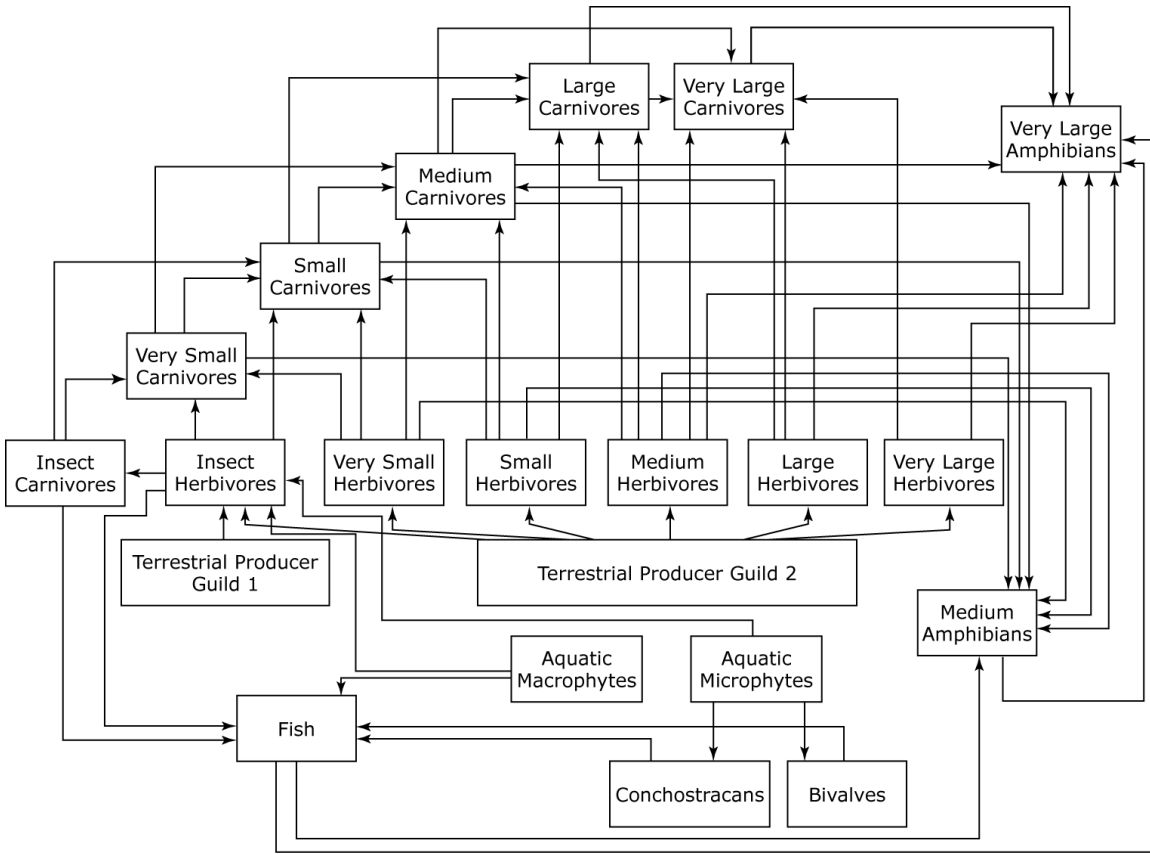 Large
Carnivores
Very Large
Carnivores
Very Large
Amphibians
Medium
Carnivores
Small
Carnivores
Very Small
Carnivores
Insect
Carnivores
Insect
Herbivores
Very Small
Herbivores
Small
Herbivores
Medium
Herbivores
Large
Herbivores
Very Large
Herbivores
Terrestrial Producer
Guild 1
Terrestrial Producer Guild 2
Medium
Amphibians
Aquatic
Macrophytes
Aquatic
Microphytes
Fish
Conchostracans
Bivalves